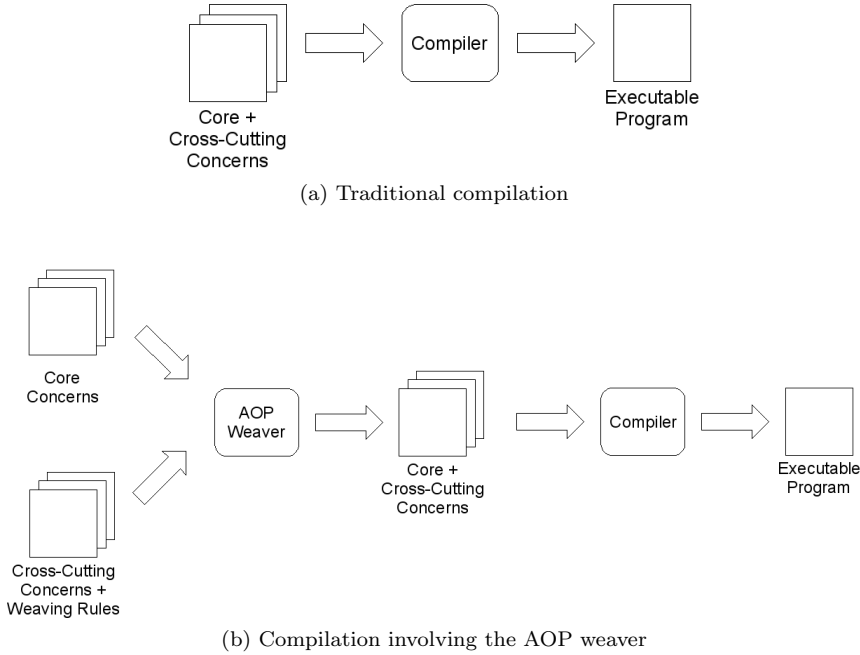 Compiler
Core +
Cross-Cutting
Concerns
Executable
Program
(a) Traditional compilation
Core
Concerns
AOP
Weaver
Core +
Cross-Cutting
Concerns
Compiler
Executable
Program
Cross-Cutting
Concerns +
Weaving Rules
(b) Compilation involving the AOP weaver